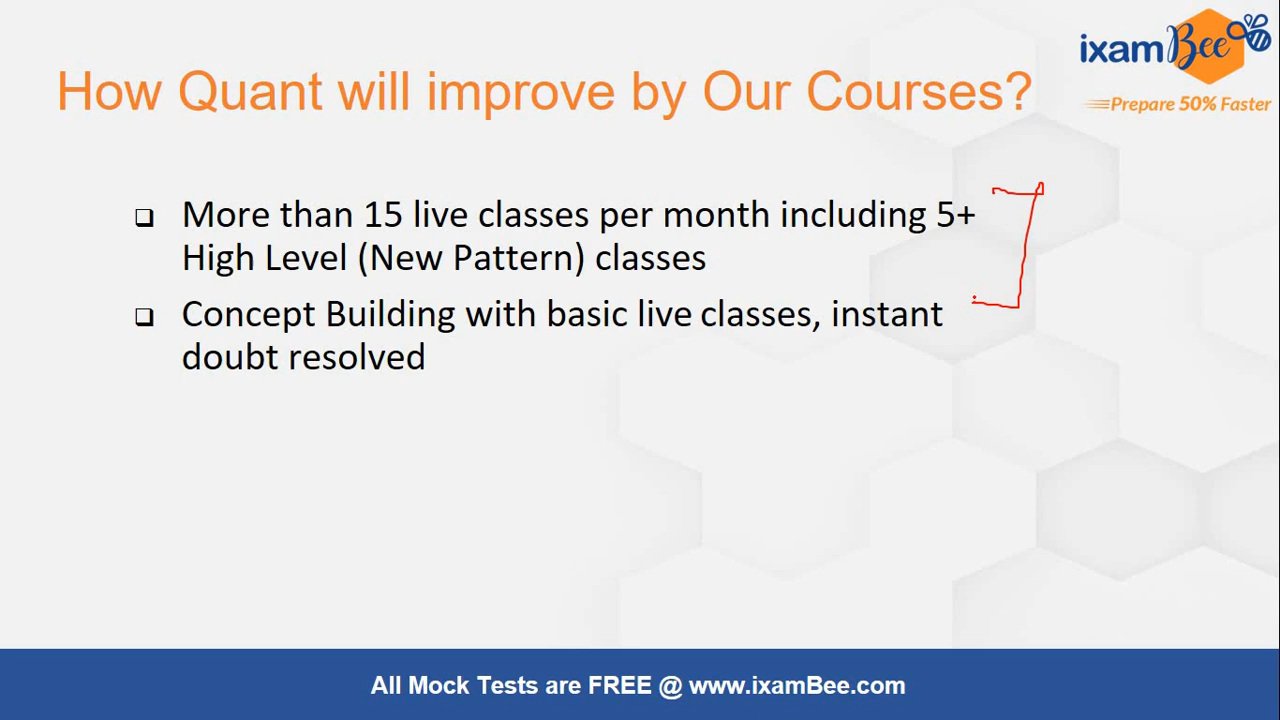 ixamBee
Prepare 50% Faster
How Quant will improve by Our Courses?
More than 15 live classes per month including 5+
High Level (New Pattern) classes
Concept Building with basic live classes, instant
doubt resolved
All Mock Tests are FREE @ www.ixamBee.com